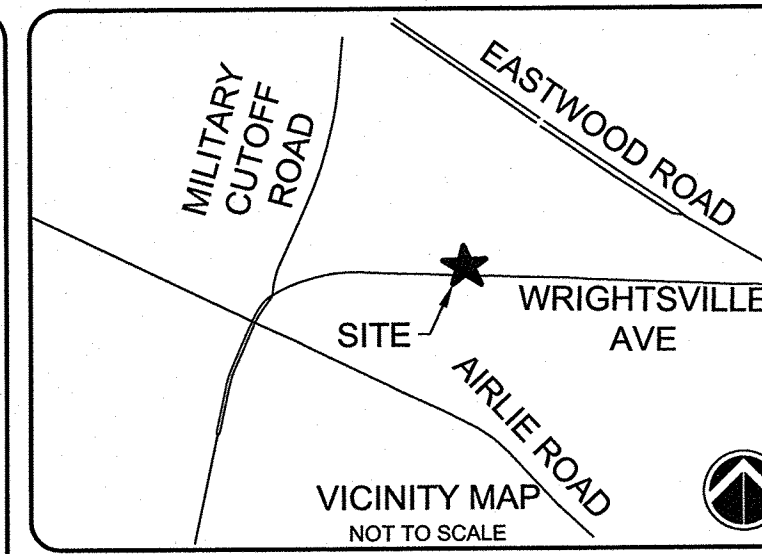 MILITARY
CUTOFF
ROAD
EASTWOOD ROAD
SITE
WRIGHTSVILLE
AVE
AIRLIE ROAD
VICINITY MAP
NOT TO SCALE